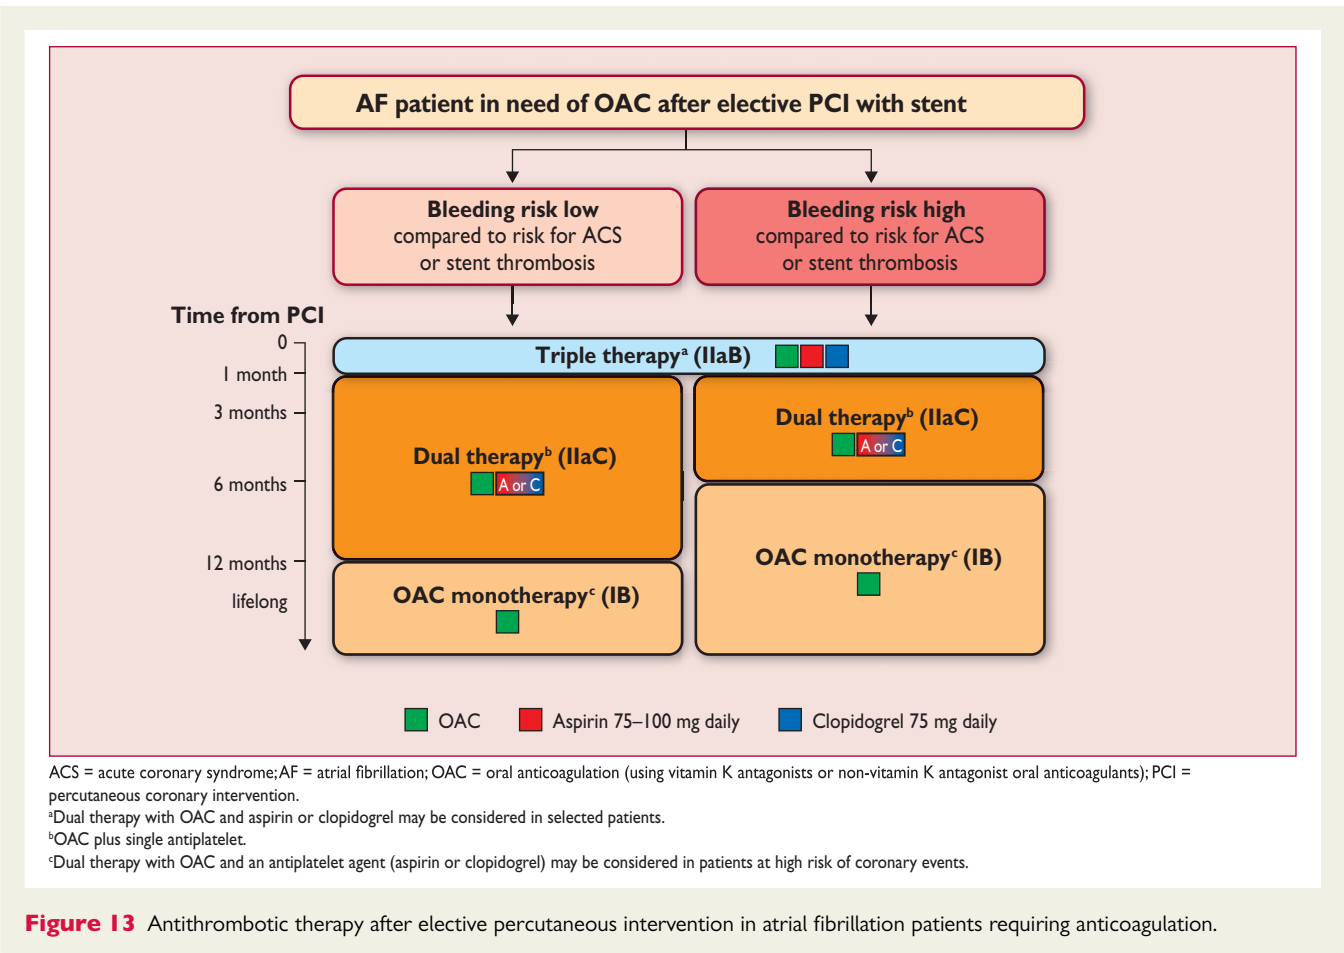 AF patient in need of OAC after elective PCI with stent
Bleeding risk low
compared to risk for ACS
or stent thrombosis
Bleeding risk high
compared to risk for ACS
or stent thrombosis
Time from PCI
0
1 month
3 months
6 months
12 months
lifelong
Triple therapyᵃ (IIaB)
Dual therapyᵇ (IIaC)
A or C
Dual therapyᵇ (IIaC)
A or C
OAC monotherapyᶜ (IB)
OAC monotherapyᶜ (IB)
OAC
Aspirin 75–100 mg daily
Clopidogrel 75 mg daily
ACS = acute coronary syndrome; AF = atrial fibrillation; OAC = oral anticoagulation (using vitamin K antagonists or non-vitamin K antagonist oral anticoagulants); PCI =
percutaneous coronary intervention.
ᵃDual therapy with OAC and aspirin or clopidogrel may be considered in selected patients.
ᵇOAC plus single antiplatelet.
ᶜDual therapy with OAC and an antiplatelet agent (aspirin or clopidogrel) may be considered in patients at high risk of coronary events.
Figure 13 Antithrombotic therapy after elective percutaneous intervention in atrial fibrillation patients requiring anticoagulation.